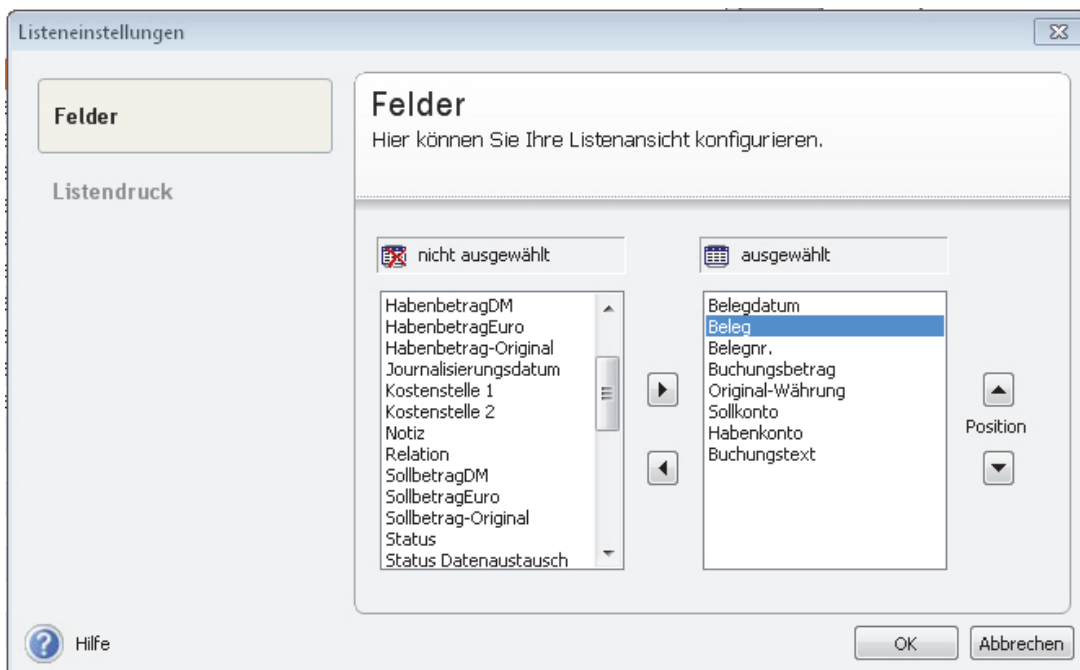 Listeneinstellungen
Felder
Listendruck
Felder
Hier können Sie Ihre Listenansicht konfigurieren.
nicht ausgewählt
HabenbetragDM
HabenbetragEuro
Habenbetrag-Original
Journalisierungsdatum
Kostenstelle 1
Kostenstelle 2
Notiz
Relation
SollbetragDM
SollbetragEuro
Sollbetrag-Original
Status
Status Datenaustausch
ausgewählt
Belegdatum
Beleg
Belegnr.
Buchungsbetrag
Original-Währung
Sollkonto
Habenkonto
Buchungstext
Position
Hilfe
OK
Abbrechen